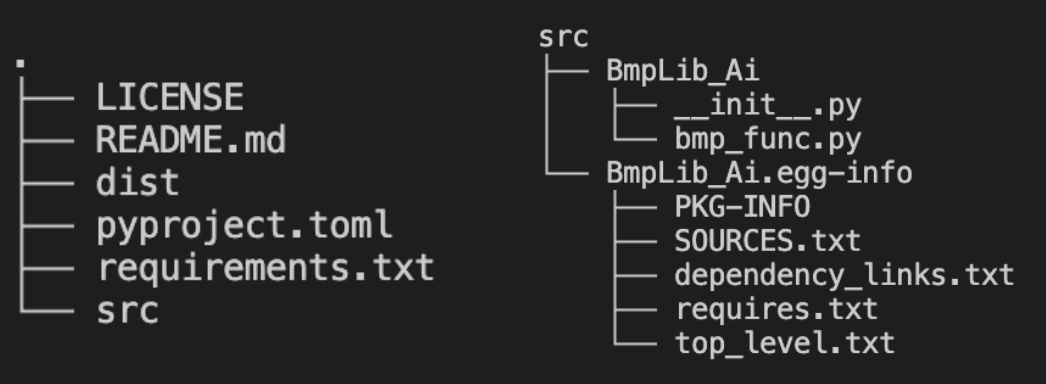 .
├── LICENSE
├── README.md
├── dist
├── pyproject.toml
├── requirements.txt
└── src
src
├── BmpLib_Ai
│   ├── __init__.py
│   └── bmp_func.py
└── BmpLib_Ai.egg-info
    ├── PKG-INFO
    ├── SOURCES.txt
    ├── dependency_links.txt
    ├── requires.txt
    └── top_level.txt